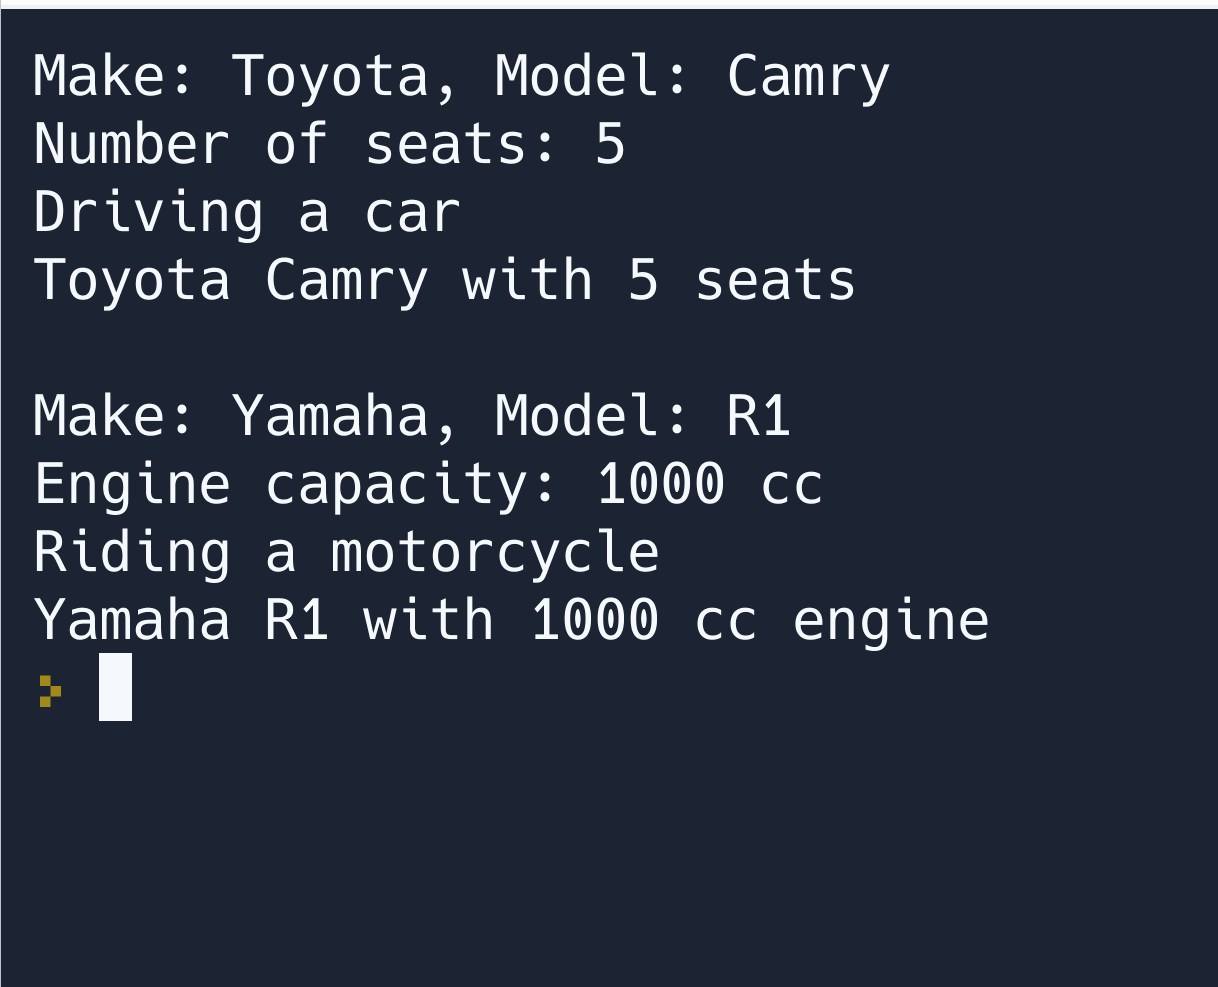 Make: Toyota, Model: Camry
Number of seats: 5
Driving a car
Toyota Camry with 5 seats

Make: Yamaha, Model: R1
Engine capacity: 1000 cc
Riding a motorcycle
Yamaha R1 with 1000 cc engine